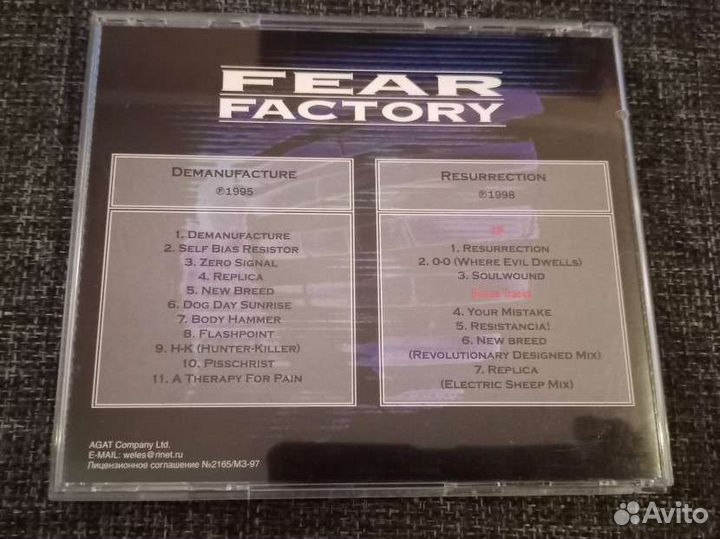 FEAR
FACTORY
DEMANUFACTURE
℗1995
1. DEMANUFACTURE
2. SELF BIAS RESISTOR
3. ZERO SIGNAL
4. REPLICA
5. NEW BREED
6. DOG DAY SUNRISE
7. BODY HAMMER
8. FLASHPOINT
9. H-K (HUNTER-KILLER)
10. PISSCHRIST
11. A THERAPY FOR PAIN
RESURRECTION
℗1998
EP
1. RESURRECTION
2. 0-0 (WHERE EVIL DWELLS)
3. SOULWOUND
Bonus Tracks
4. YOUR MISTAKE
5. RESISTANCIA!
6. NEW BREED
(REVOLUTIONARY DESIGNED MIX)
7. REPLICA
(ELECTRIC SHEEP MIX)
AGAT Company Ltd.
E-MAIL: weles@rinet.ru
Лицензионное соглашение №2165/МЗ-97
Avito